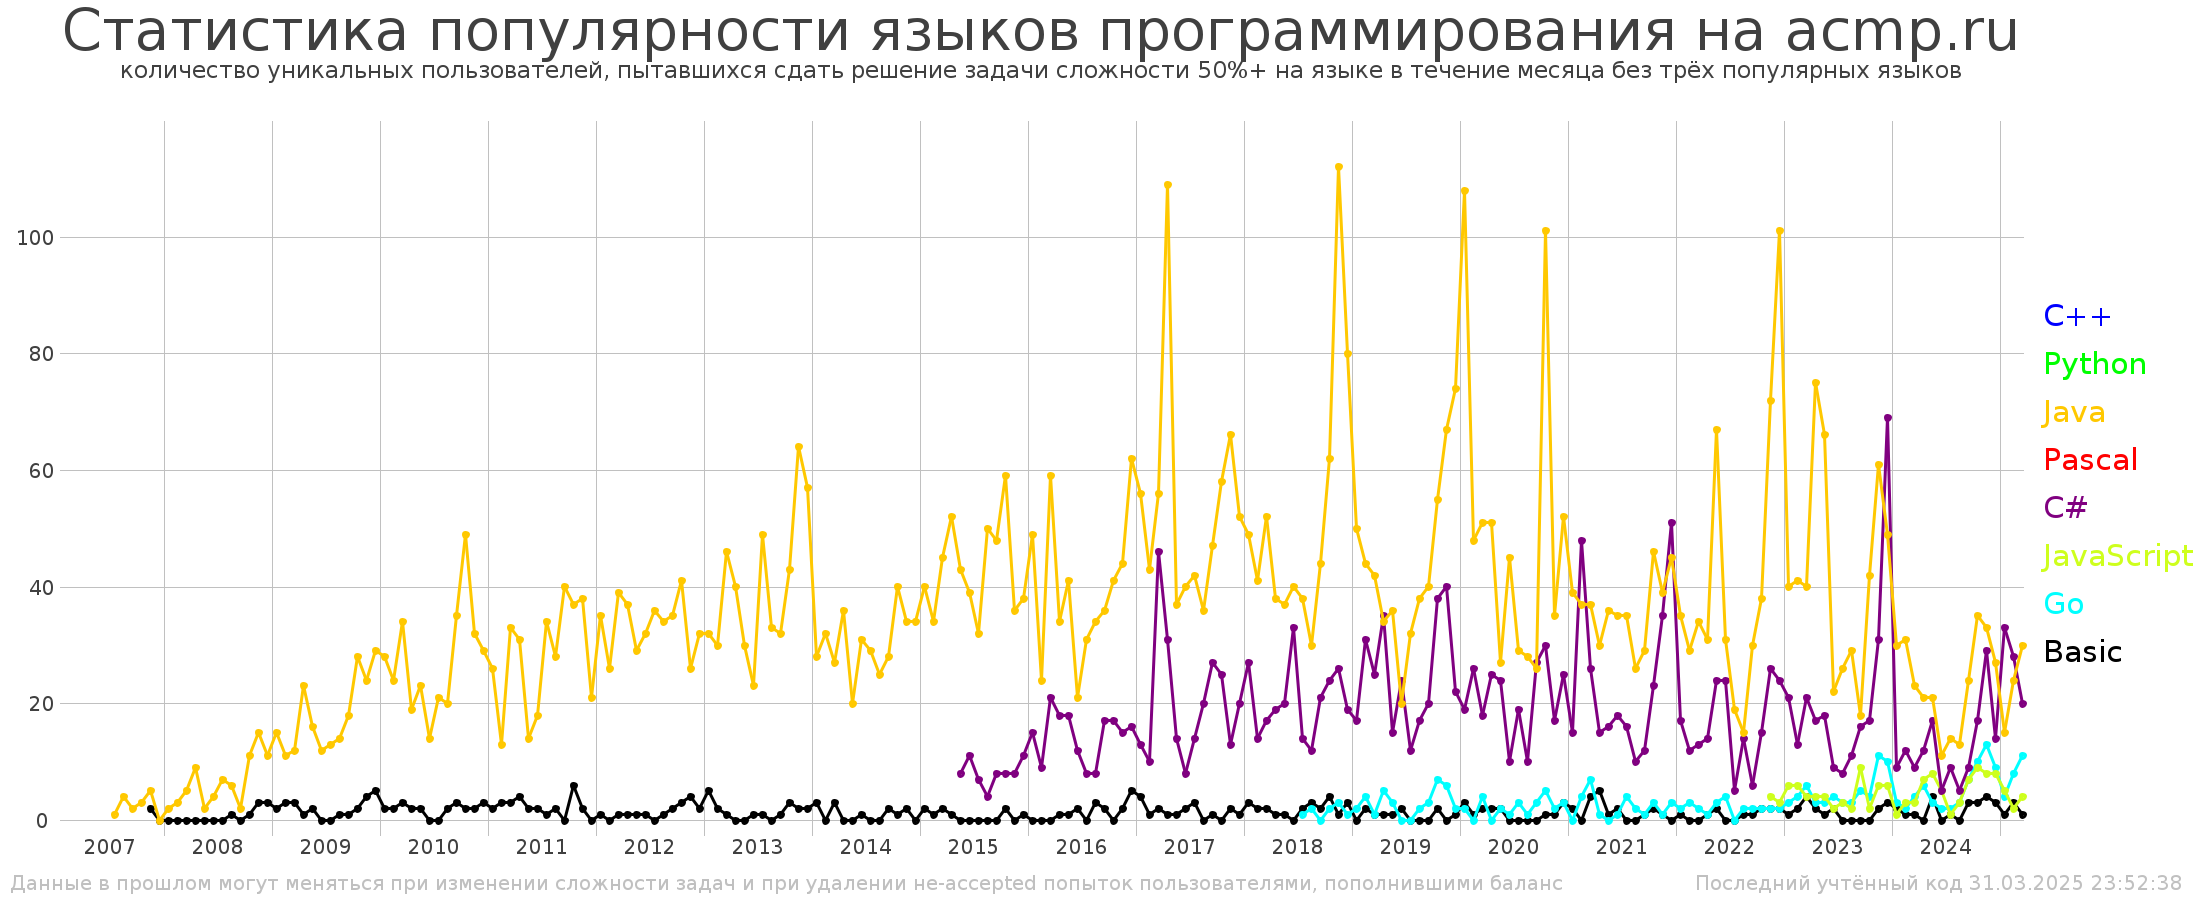 Статистика популярности языков программирования на acmp.ru
количество уникальных пользователей, пытавшихся сдать решение задачи сложности 50%+ на языке в течение месяца без трёх популярных языков
100
80
60
40
20
0
C++
Python
Java
Pascal
C#
JavaScript
Go
Basic
2007 2008 2009 2010 2011 2012 2013 2014 2015 2016 2017 2018 2019 2020 2021 2022 2023 2024
Данные в прошлом могут меняться при изменении сложности задач и при удалении не-accepted попыток пользователями, пополнившими баланс
Последний учтённый код 31.03.2025 23:52:38